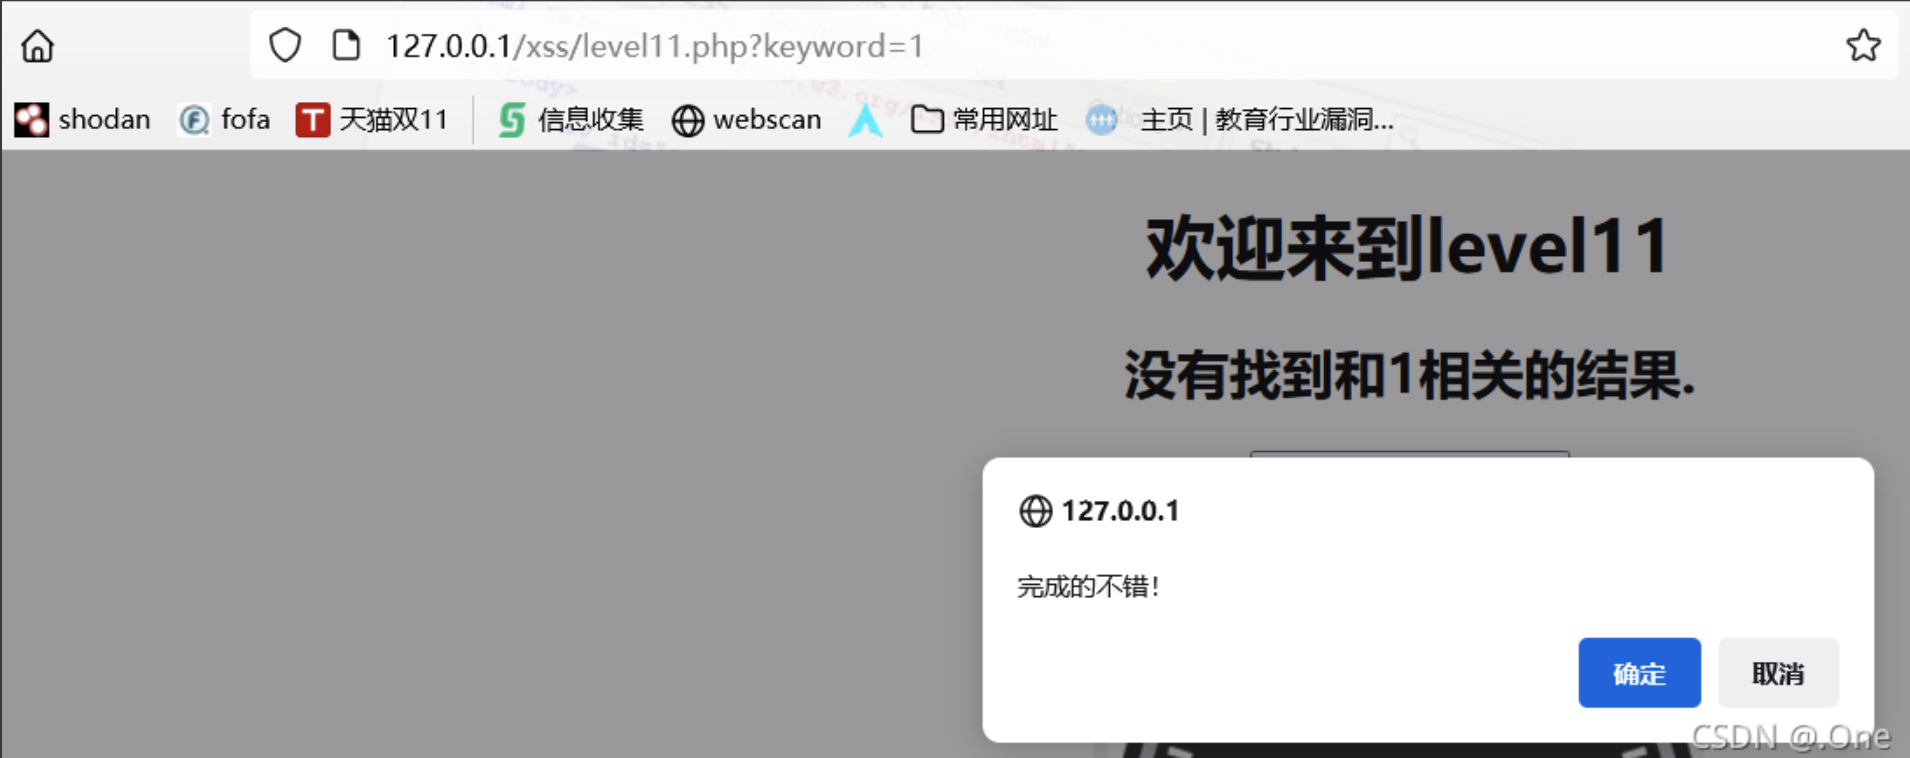 127.0.0.1/xss/level11.php?keyword=1
shodan fofa 天猫双11 信息收集 webscan 常用网址 主页 | 教育行业漏洞...
欢迎来到level11
没有找到和1相关的结果.
127.0.0.1
完成的不错！
确定 取消
CSDN @.One